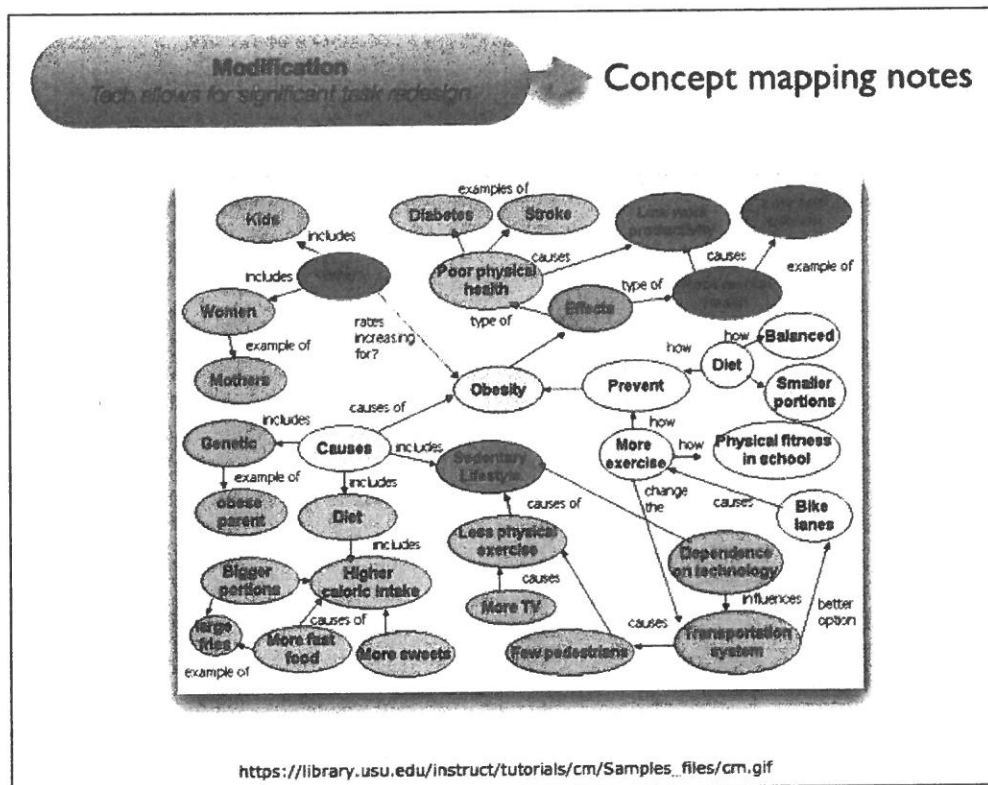 Modification
Tech allows for significant task redesign
Concept mapping notes
examples of
Kids
Diabetes
Stroke
includes
includes
causes
causes
example of
Poor physical
health
Effects
type of
type of
Women
rates
increasing
for?
example of
Mothers
how
how
Balanced
Diet
Obesity
Prevent
Smaller
portions
causes of
how
includes
Genetic
Causes
includes
More
exercise
how
Physical fitness
in school
Sedentary
Lifestyle
example of
includes
change
the
causes
Bike
lanes
obese
parent
Diet
causes of
includes
Less physical
exercise
Dependence
on technology
Bigger
portions
Higher
caloric intake
causes
More TV
influences
better
option
large
fries
causes of
More fast
food
More sweets
causes
Few pedestrians
Transportation
system
example of
https://library.usu.edu/instruct/tutorials/cm/Samples_files/cm.gif